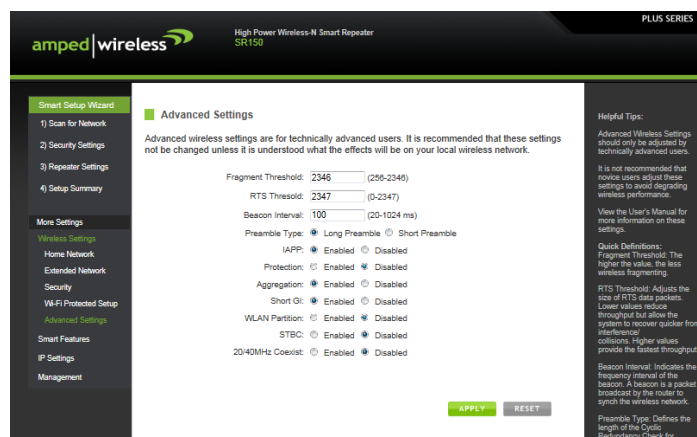 PLUS SERIES
amped wireless
High Power Wireless-N Smart Repeater
SR150
Smart Setup Wizard
1) Scan for Network
2) Security Settings
3) Repeater Settings
4) Setup Summary
More Settings
Wireless Settings
Home Network
Extended Network
Security
Wi-Fi Protected Setup
Advanced Settings
Smart Features
IP Settings
Management
Advanced Settings
Advanced wireless settings are for technically advanced users. It is recommended that these settings
not be changed unless it is understood what the effects will be on your local wireless network.
Fragment Threshold: 2346 (256-2346)
RTS Thresold: 2347 (0-2347)
Beacon Interval: 100 (20-1024 ms)
Preamble Type: Long Preamble Short Preamble
IAPP: Enabled Disabled
Protection: Enabled Disabled
Aggregation: Enabled Disabled
Short GI: Enabled Disabled
WLAN Partition: Enabled Disabled
STBC: Enabled Disabled
20/40MHz Coexist: Enabled Disabled
APPLY RESET
Helpful Tips:
Advanced Wireless Settings
should only be adjusted by
technically advanced users.
It is not recommended that
novice users adjust these
settings to avoid degrading
wireless performance.
View the User's Manual for
more information on these
settings.
Quick Definitions:
Fragment Threshold: The
higher the value, the less
wireless fragmenting.
RTS Threshold: Adjusts the
size of RTS data packets.
Lower values reduce
throughput but allow the
system to recover quicker from
interference/
collisions. Higher values
provide the fastest throughput
Beacon Interval: Indicates the
frequency interval of the
beacon. A beacon is a packet
broadcast by the router to
synch the wireless network.
Preamble Type: Defines the
length of the Cyclic
Redundancy Check for